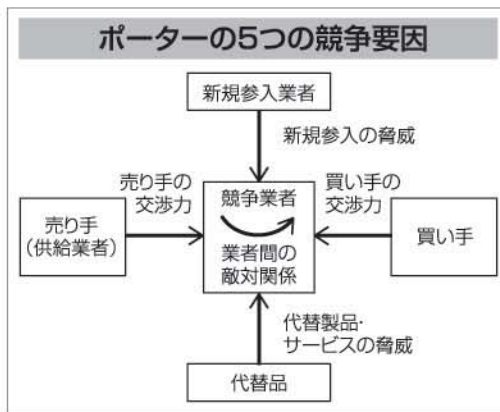 ポーターの5つの競争要因
新規参入業者
新規参入の脅威
売り手の
交渉力
買い手の
交渉力
売り手
(供給業者)
競争業者
業者間の
敵対関係
買い手
代替製品・
サービスの脅威
代替品